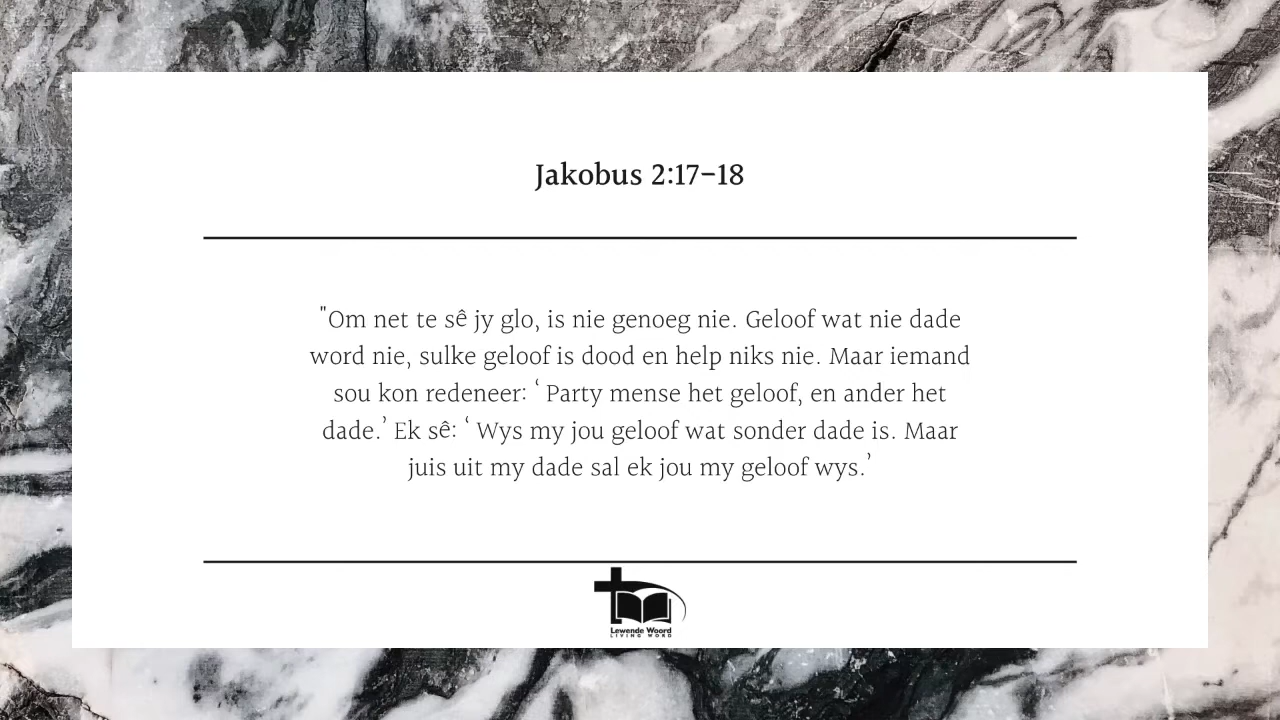 Jakobus 2:17-18
"Om net te sê jy glo, is nie genoeg nie. Geloof wat nie dade
word nie, sulke geloof is dood en help niks nie. Maar iemand
sou kon redeneer: ‘ Party mense het geloof, en ander het
dade.’ Ek sê: ‘ Wys my jou geloof wat sonder dade is. Maar
juis uit my dade sal ek jou my geloof wys.’
Lewende Woord
LIVING WORD